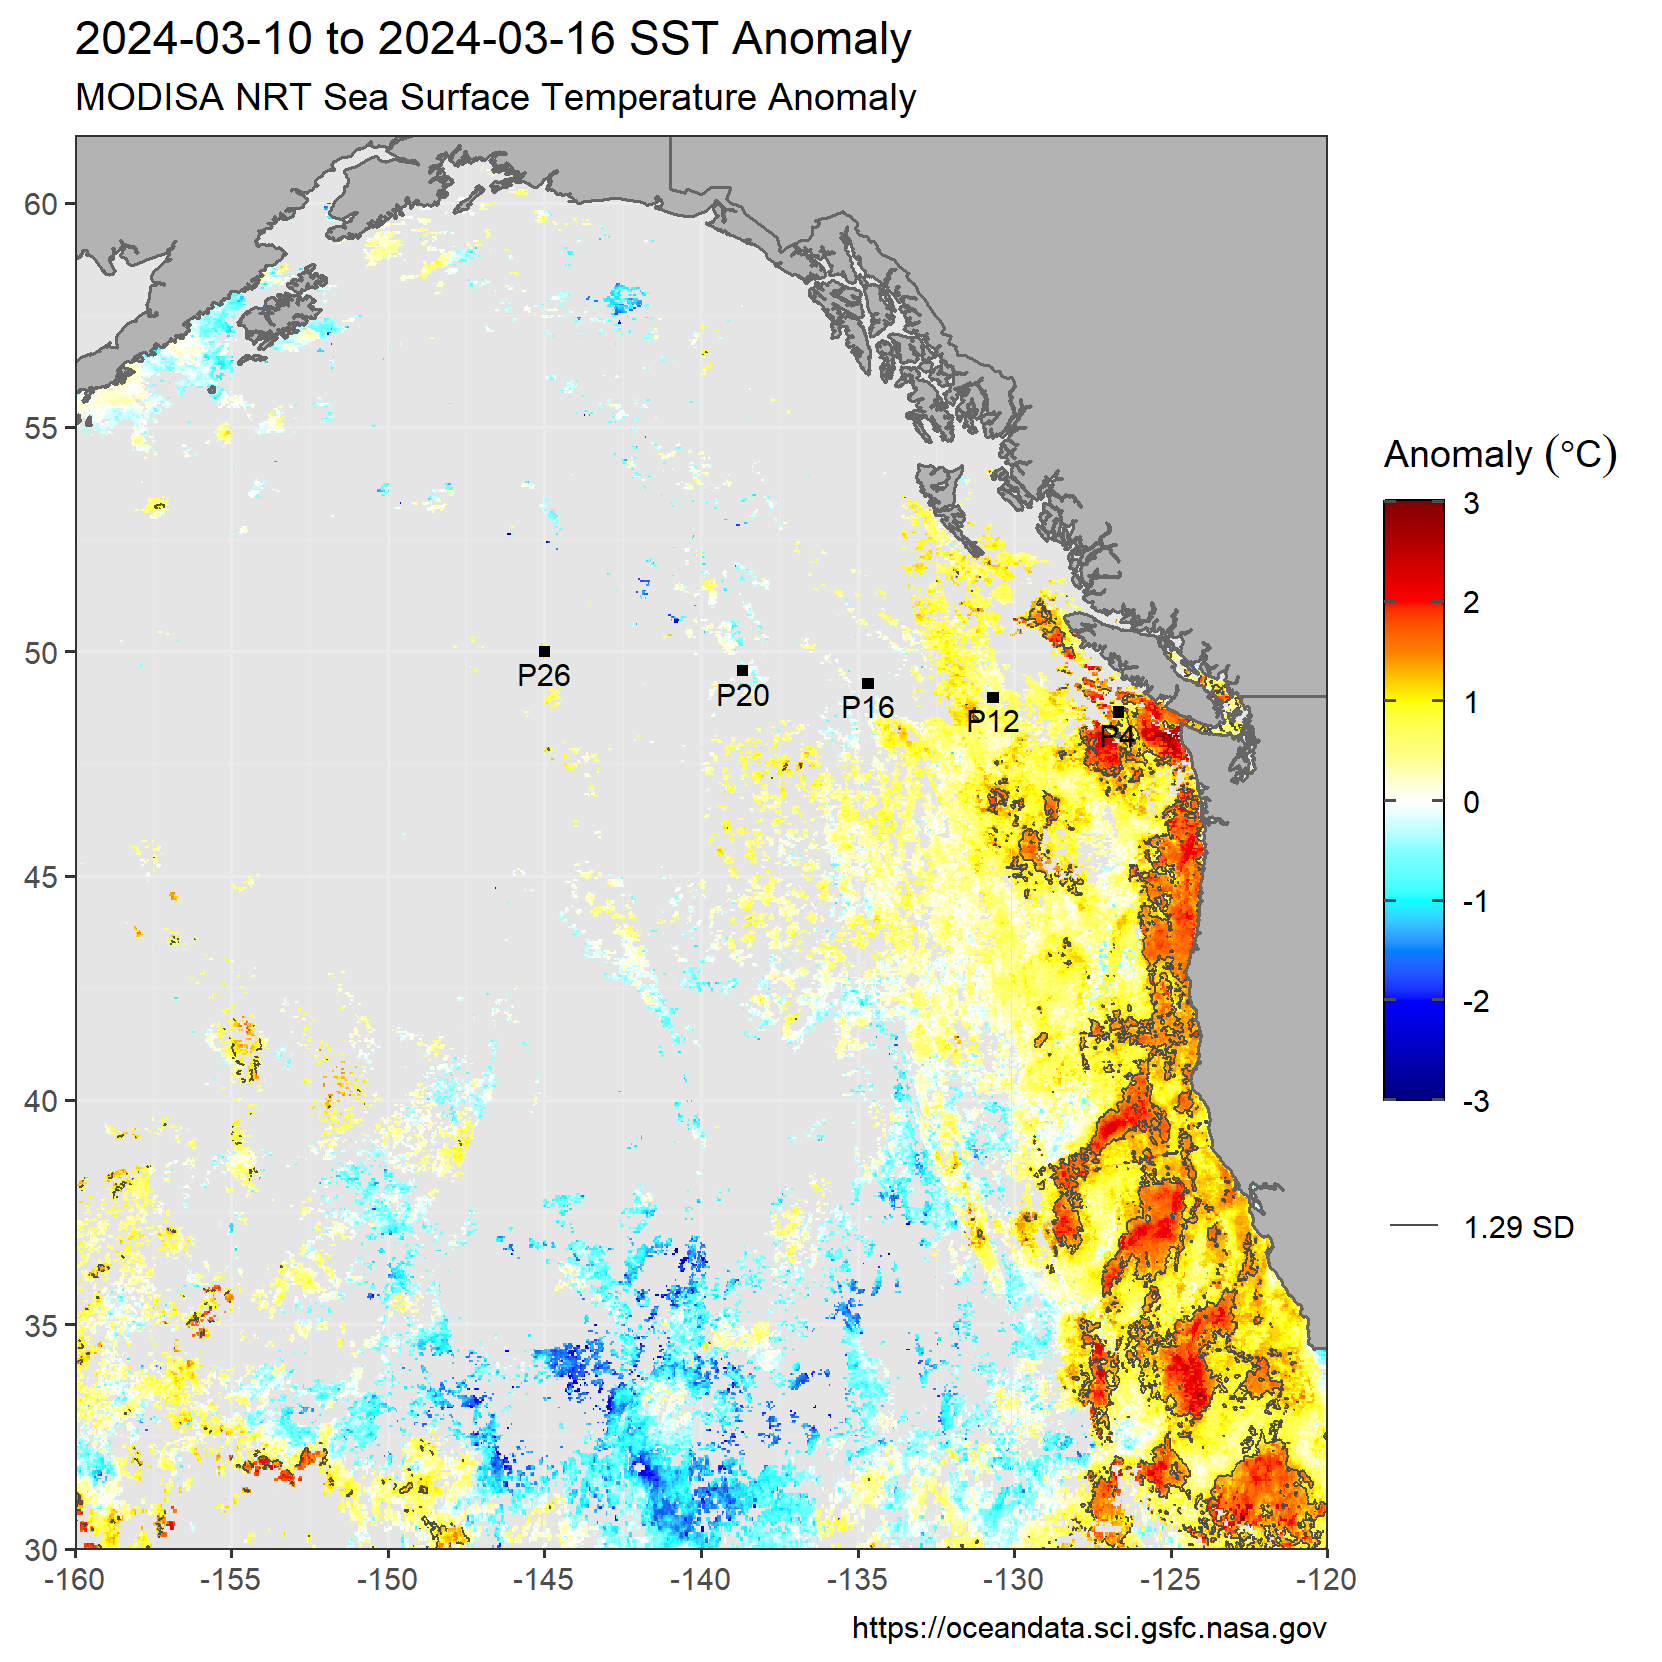 2024-03-10 to 2024-03-16 SST Anomaly
MODISA NRT Sea Surface Temperature Anomaly
60
55
50
45
40
35
30
P26
P20
P16
P12
P4
-160
-155
-150
-145
-140
-135
-130
-125
-120
Anomaly (°C)
3
2
1
0
-1
-2
-3
1.29 SD
https://oceandata.sci.gsfc.nasa.gov